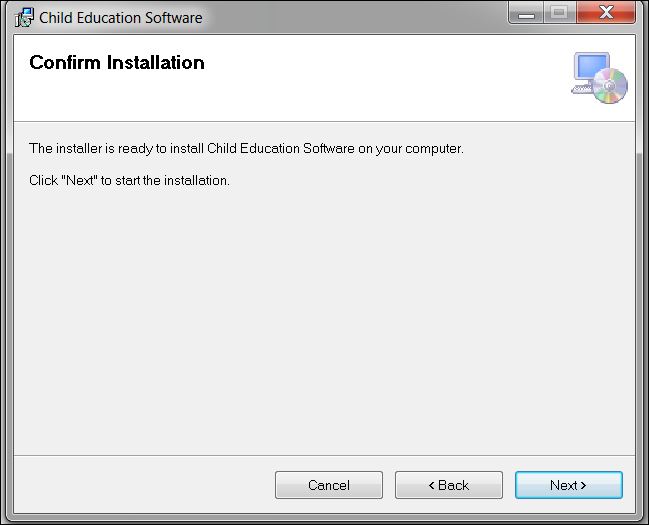 Child Education Software
Confirm Installation
The installer is ready to install Child Education Software on your computer.
Click "Next" to start the installation.
Cancel
< Back
Next >